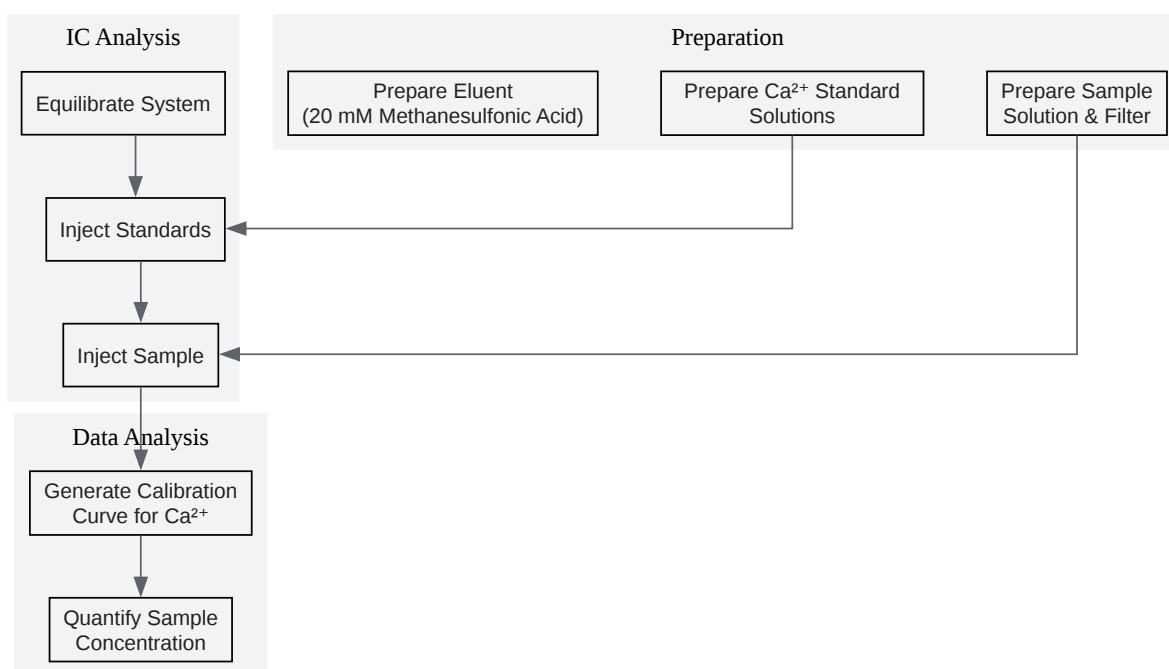 IC Analysis
Equilibrate System
Inject Standards
Inject Sample
Preparation
Prepare Eluent
(20 mM Methanesulfonic Acid)
Prepare Ca²⁺ Standard
Solutions
Prepare Sample
Solution & Filter
Data Analysis
Generate Calibration
Curve for Ca²⁺
Quantify Sample
Concentration